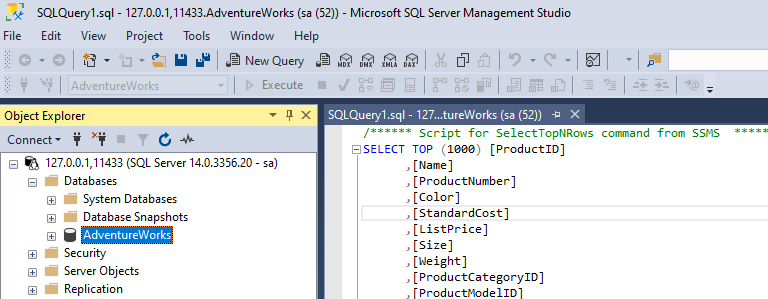 SQLQuery1.sql - 127.0.0.1,11433.AdventureWorks (sa (52)) - Microsoft SQL Server Management Studio
File Edit View Project Tools Window Help
New Query MDX DMX XMLA DAX
AdventureWorks Execute
Object Explorer
Connect
127.0.0.1,11433 (SQL Server 14.0.3356.20 - sa)
Databases
System Databases
Database Snapshots
AdventureWorks
Security
Server Objects
Replication
SQLQuery1.sql - 127...tureWorks (sa (52))
/****** Script for SelectTopNRows command from SSMS *****
SELECT TOP (1000) [ProductID]
,[Name]
,[ProductNumber]
,[Color]
,[StandardCost]
,[ListPrice]
,[Size]
,[Weight]
,[ProductCategoryID]
,[ProductModelID]